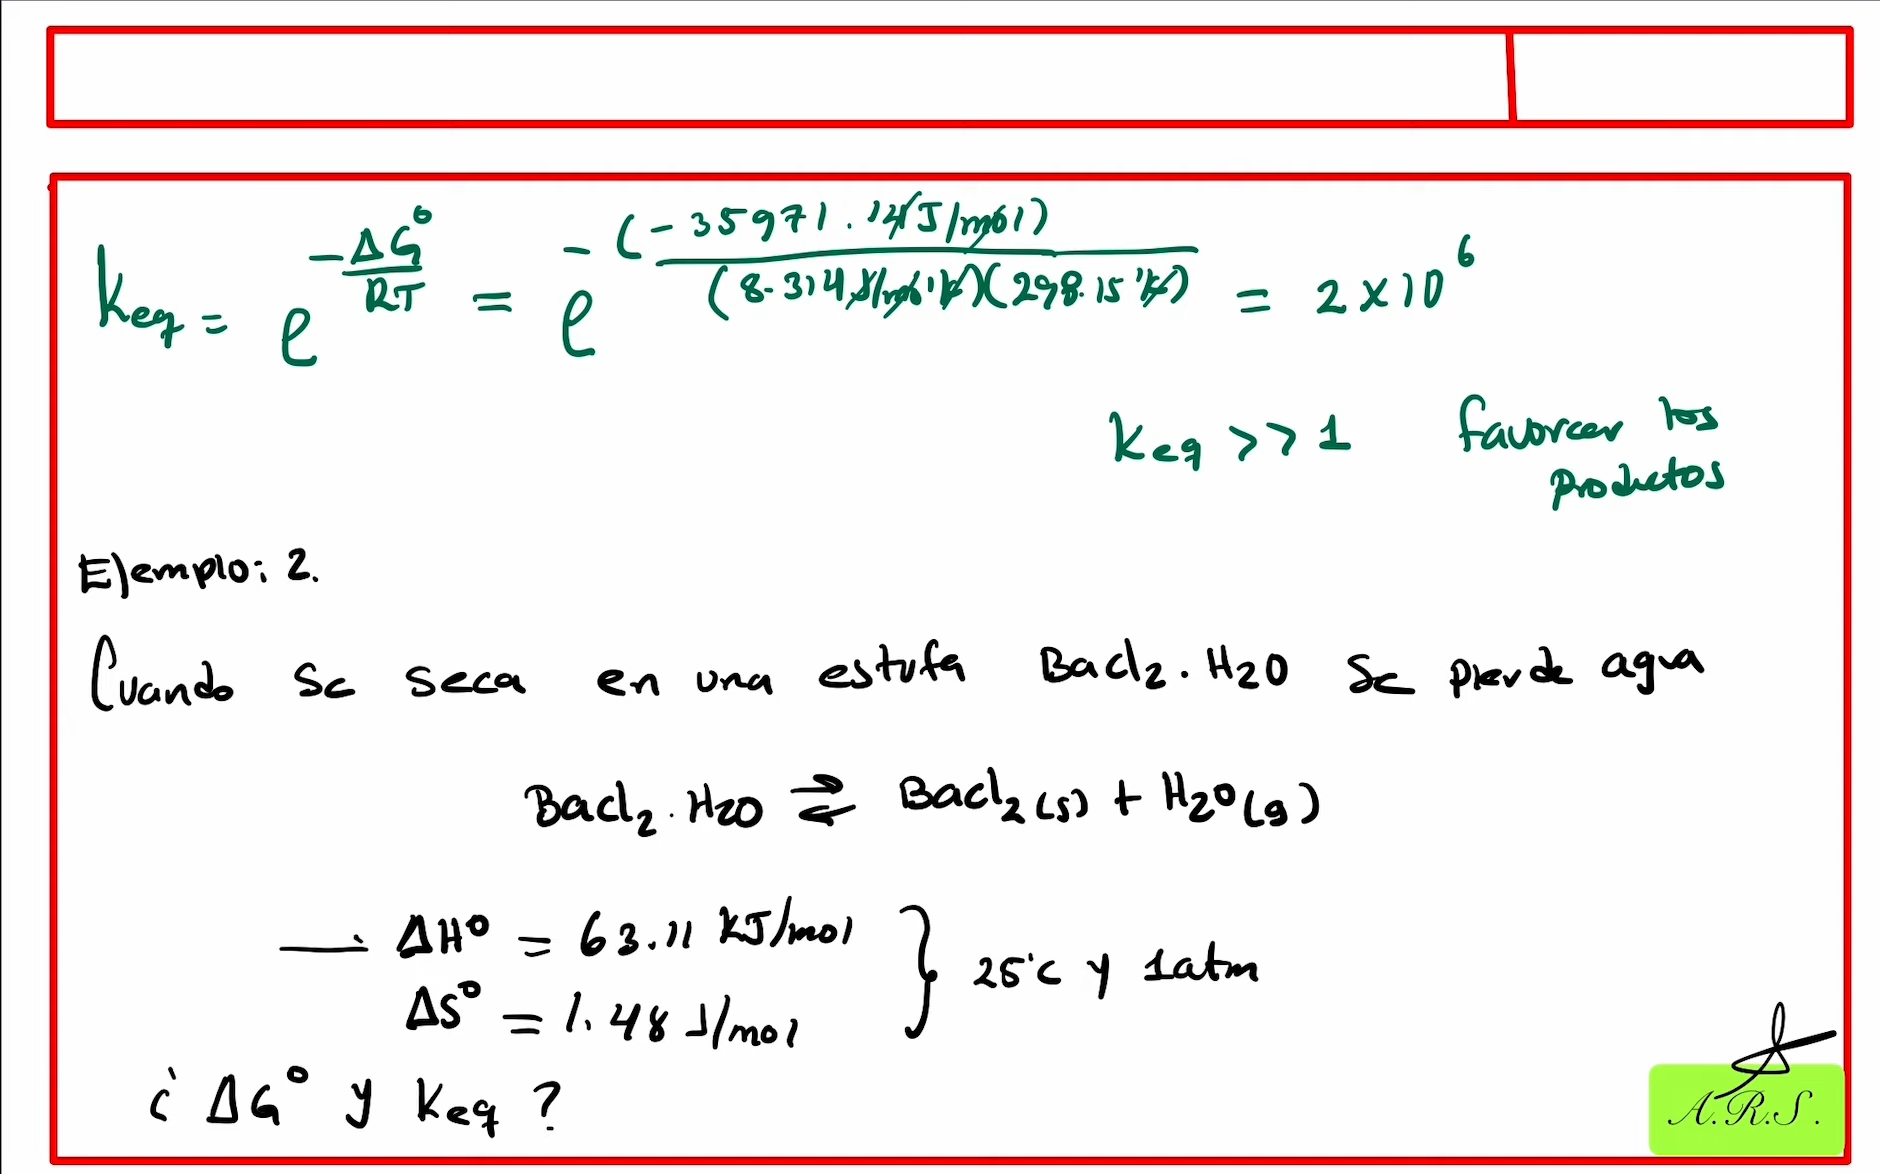 Keq = e^(-ΔG°/RT) = e^(-(-35971.14 J/mol)/((8.314 J/mol·K)(298.15 °K))) = 2 x 10^6
Keq >> 1 favorcer los
productos
Ejemplo: 2.
Cuando se seca en una estufa Bacl2 . H2O se pierde agua
Bacl2 . H2O ⇌ Bacl2(s) + H2O(g)
— ΔH° = 63.11 KJ/mol
ΔS° = 1.48 J/mol
} 25°C y 1atm
¿ ΔG° y Keq ?
A.R.S.